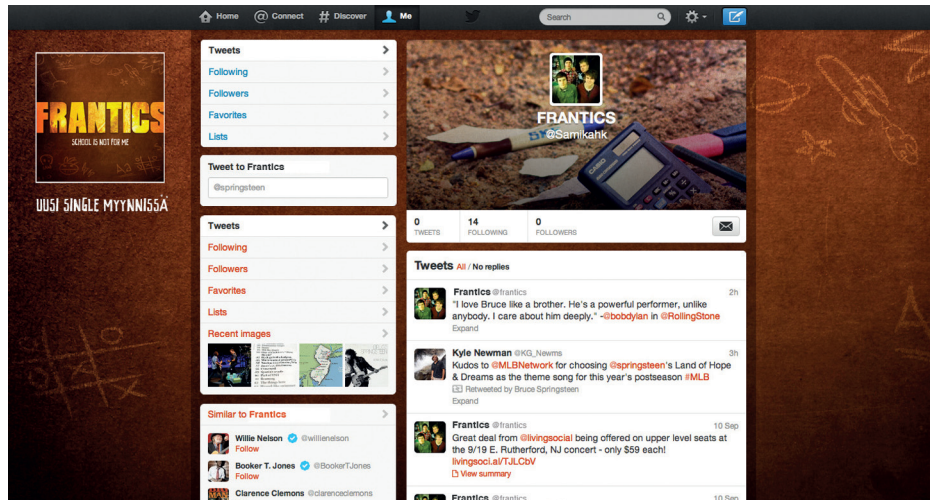 Home @ Connect # Discover Me Search
FRANTICS
SCHOOL IS NOT FOR ME
UUSI SINGLE MYYNNISSÄ
Tweets
Following
Followers
Favorites
Lists
Tweet to Frantics
@springsteen
Tweets
Following
Followers
Favorites
Lists
Recent images
Similar to Frantics
Willie Nelson @willienelson
Follow
Booker T. Jones @BookerTJones
Follow
Clarence Clemons @clarenceclemons
FRANTICS
@Samikahk
CASIO
0 14 0
TWEETS FOLLOWING FOLLOWERS
Tweets All / No replies
Frantics @frantics 2h
"I love Bruce like a brother. He's a powerful performer, unlike
anybody. I care about him deeply." -@bobdylan in @RollingStone
Expand
Kyle Newman @KG_Newms 3h
Kudos to @MLBNetwork for choosing @springsteen's Land of Hope
& Dreams as the theme song for this year's postseason #MLB
Retweeted by Bruce Springsteen
Expand
Frantics @frantics 10 Sep
Great deal from @livingsocial being offered on upper level seats at
the 9/19 E. Rutherford, NJ concert - only $59 each!
livingsoci.al/TJLCbV
View summary
Frantics @frantics 10 Sep